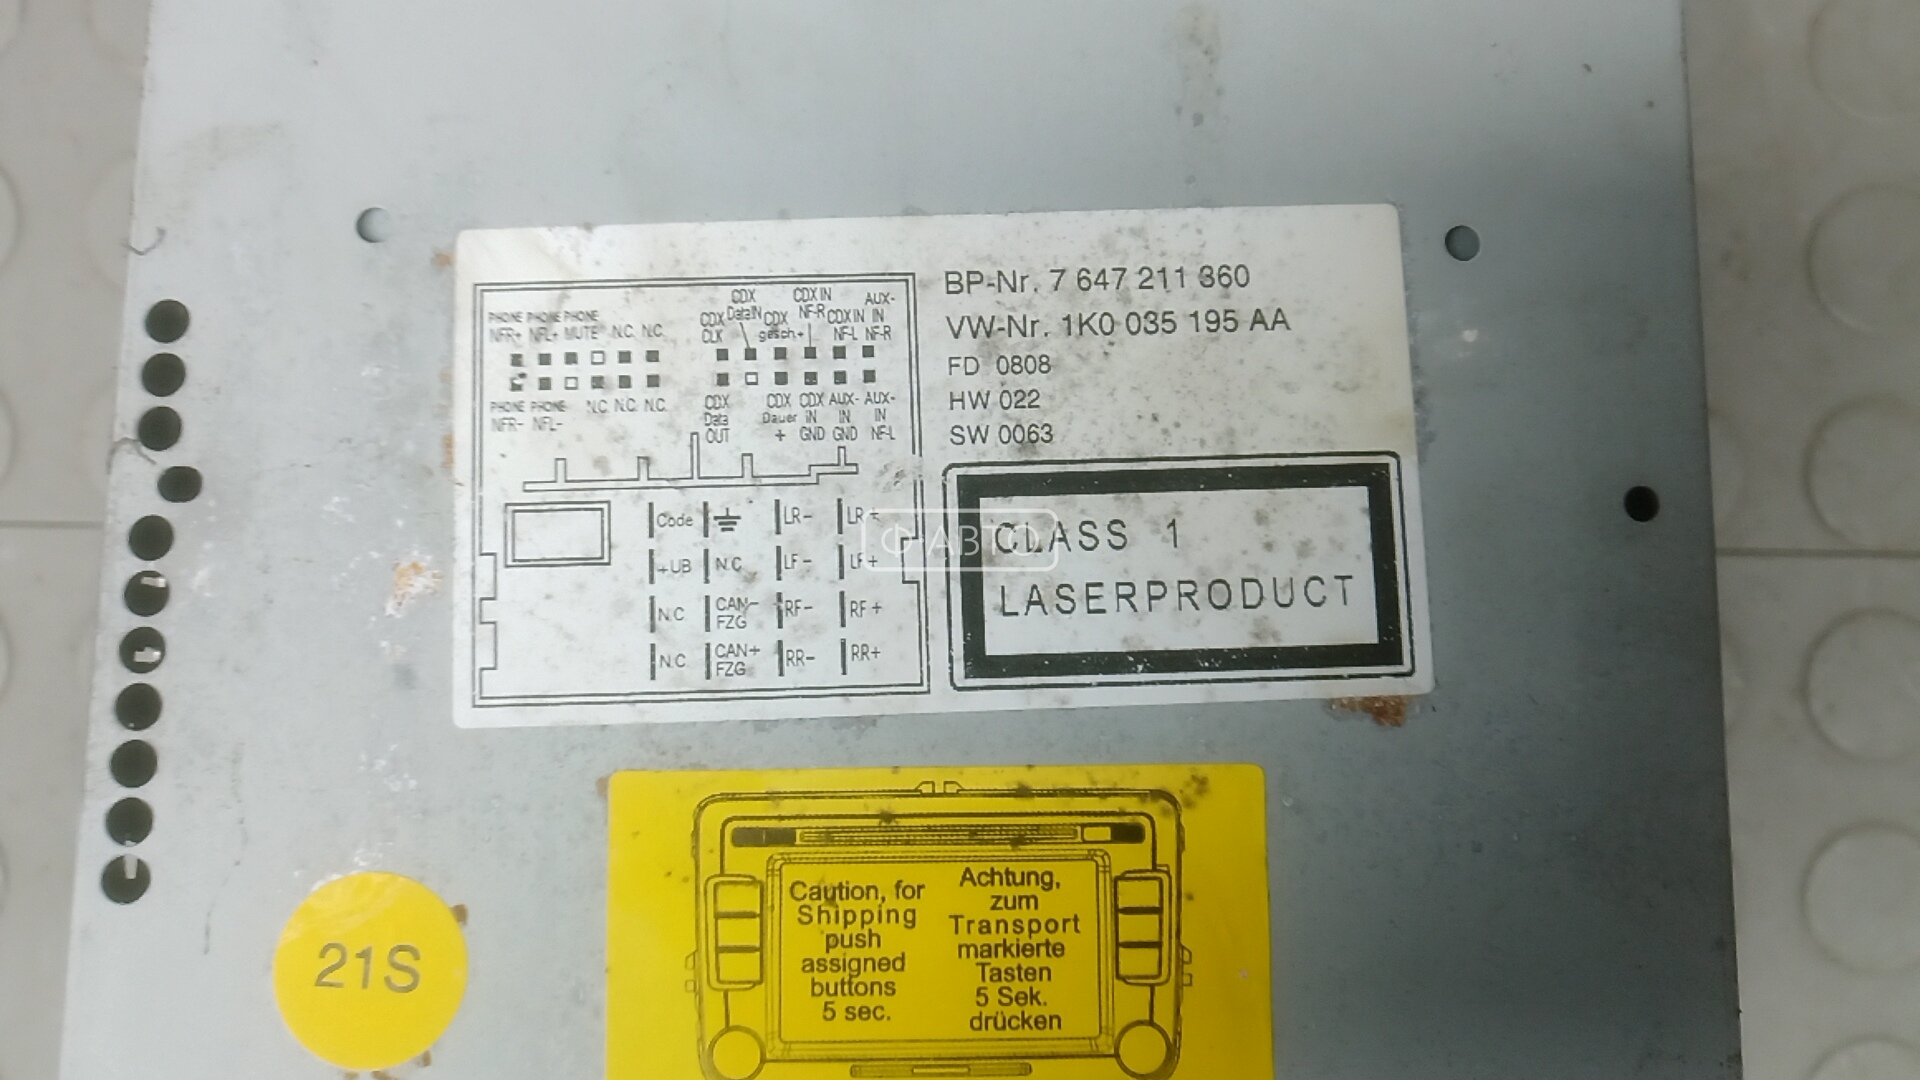 CDX CDX IN AUX-
PHONE PHONE PHONE CDX DataIN CDX NF-R CDX IN IN
NFR+ NFL+ MUTE N.C. N.C. CLK gesch.+ NF-L NF-R
PHONE PHONE N.C. N.C. N.C. CDX CDX CDX AUX- AUX-
NFR- NFL- Data Dauer IN IN IN
OUT + GND GND NF-L
Code LR- LR+
+UB N.C LF- LF+
N.C CAN- RF- RF+
FZG
N.C. CAN+ RR- RR+
FZG
BP-Nr. 7 647 211 360
VW-Nr. 1K0 035 195 AA
FD 0808
HW 022
SW 0063
CLASS 1
LASERPRODUCT
АВТО
21S
Caution, for
Shipping
push
assigned
buttons
5 sec.
Achtung,
zum
Transport
markierte
Tasten
5 Sek.
drücken